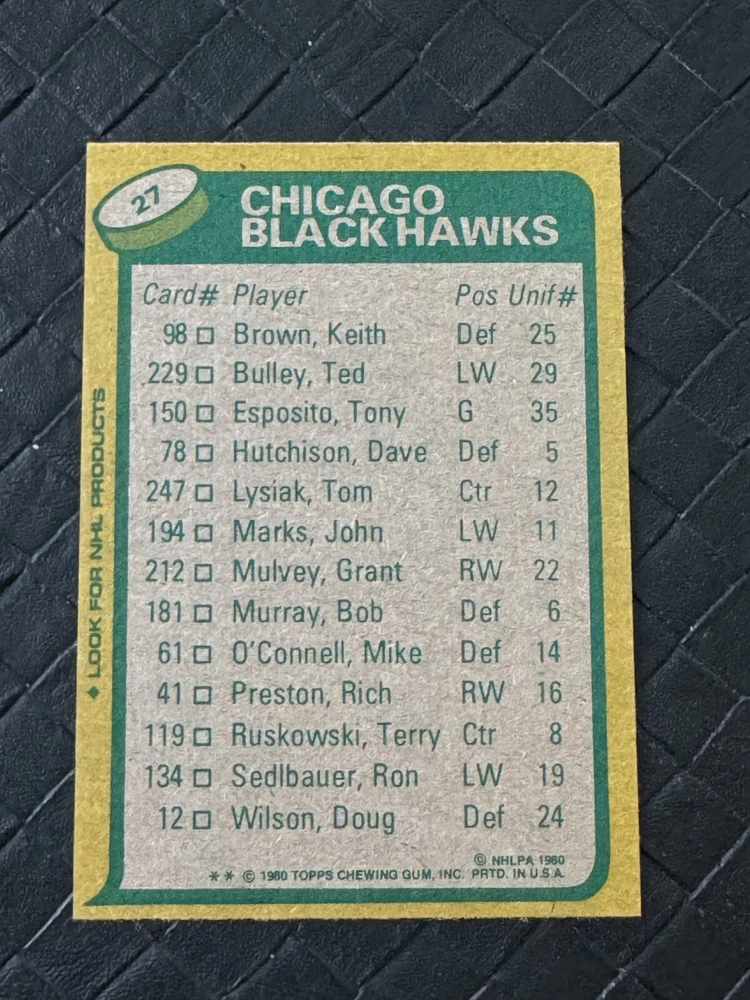 27
CHICAGO
BLACK HAWKS
Card# Player Pos Unif#
98 □ Brown, Keith Def 25
229 □ Bulley, Ted LW 29
150 □ Esposito, Tony G 35
78 □ Hutchison, Dave Def 5
247 □ Lysiak, Tom Ctr 12
194 □ Marks, John LW 11
212 □ Mulvey, Grant RW 22
181 □ Murray, Bob Def 6
61 □ O'Connell, Mike Def 14
41 □ Preston, Rich RW 16
119 □ Ruskowski, Terry Ctr 8
134 □ Sedlbauer, Ron LW 19
12 □ Wilson, Doug Def 24
© NHLPA 1980
** © 1980 TOPPS CHEWING GUM, INC. PRTD. IN U.S.A.
◆ LOOK FOR NHL PRODUCTS